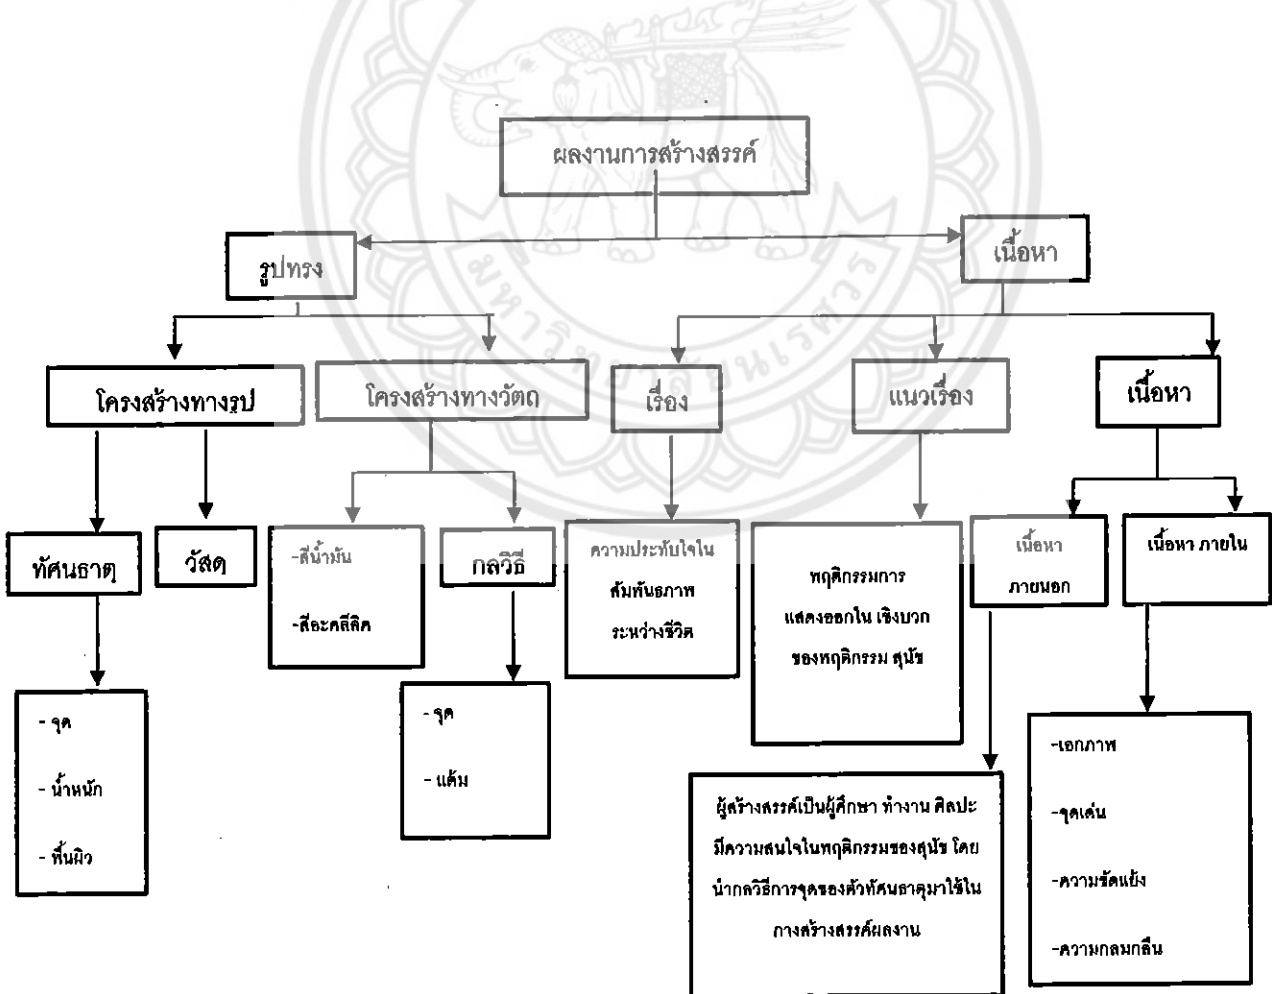 ผลงานการสร้างสรรค์
รูปทรง
เนื้อหา
โครงสร้างทางรูป
โครงสร้างทางวัตถุ
เรื่อง
แนวเรื่อง
เนื้อหา
ทัศนธาตุ
วัสดุ
-สีน้ำมัน
-สีอะคลีลิค
กลวิธี
ความประทับใจใน
สัมพันธภาพ
ระหว่างชีวิต
พฤติกรรมการ
แสดงออกใน เชิงบวก
ของพฤติกรรม สุนัข
เนื้อหา
ภายนอก
เนื้อหา ภายใน
- จุด
- น้ำหนัก
- พื้นผิว
- จุด
- แต้ม
ผู้สร้างสรรค์เป็นผู้ศึกษา ทำงาน ศิลปะ
มีความสนใจในพฤติกรรมของสุนัข โดย
นำกลวิธีการจุดของตัวทัศนธาตุมาใช้ใน
กางสร้างสรรค์ผลงาน
-เอกภาพ
-จุดเด่น
-ความขัดแย้ง
-ความกลมกลืน
มหาวิทยาลัยนเรศวร